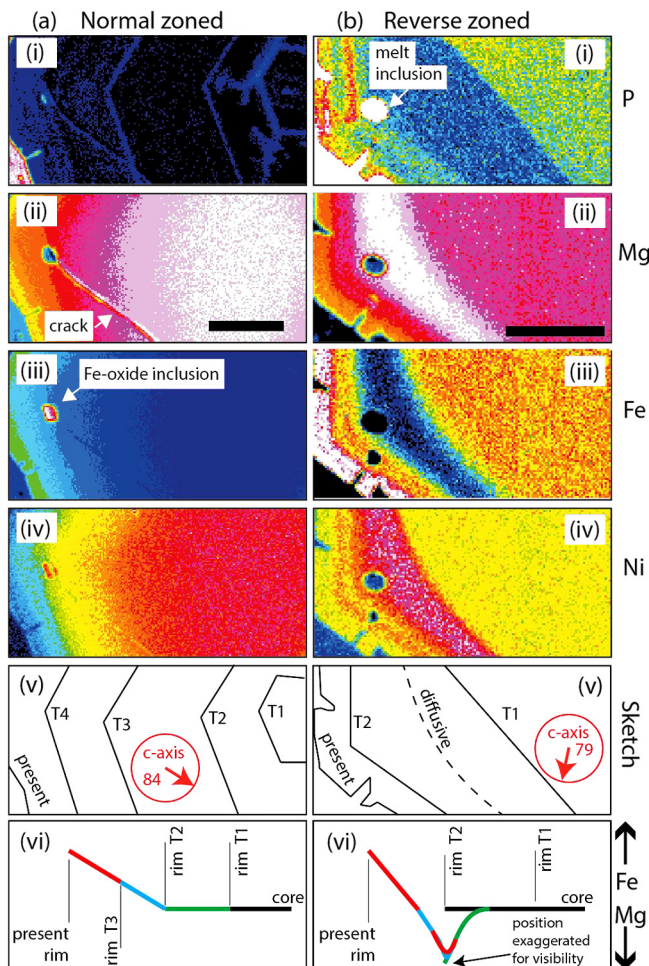 (a) Normal zoned
(b) Reverse zoned
(i)
(i)
melt
inclusion
P
(ii)
(ii)
crack
Mg
(iii)
(iii)
Fe-oxide inclusion
Fe
(iv)
(iv)
Ni
(v)
(v)
T4
T3
T2
T1
c-axis
84
present
T2
diffusive
T1
c-axis
79
present
Sketch
(vi)
rim T2
rim T1
core
present
rim
rim T3
(vi)
rim T2
rim T1
core
present
rim
position
exaggerated
for visibility
Fe
Mg